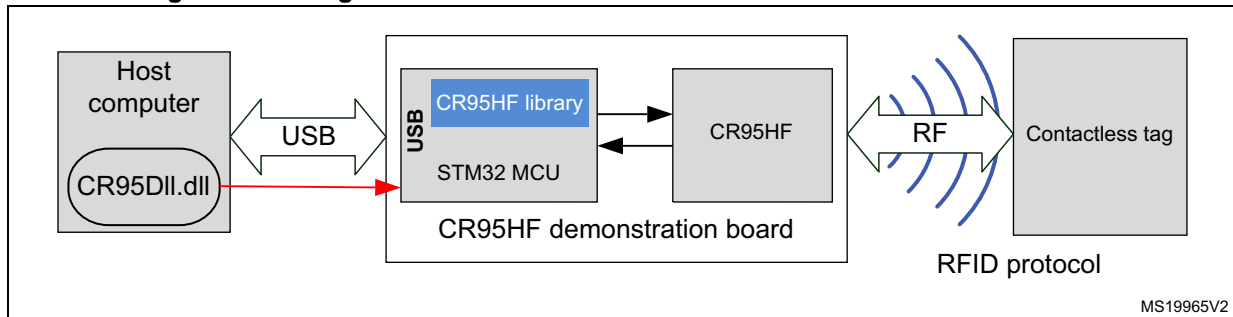 Host
computer
CR95Dll.dll
USB
USB
CR95HF library
STM32 MCU
CR95HF
CR95HF demonstration board
RF
Contactless tag
RFID protocol
MS19965V2